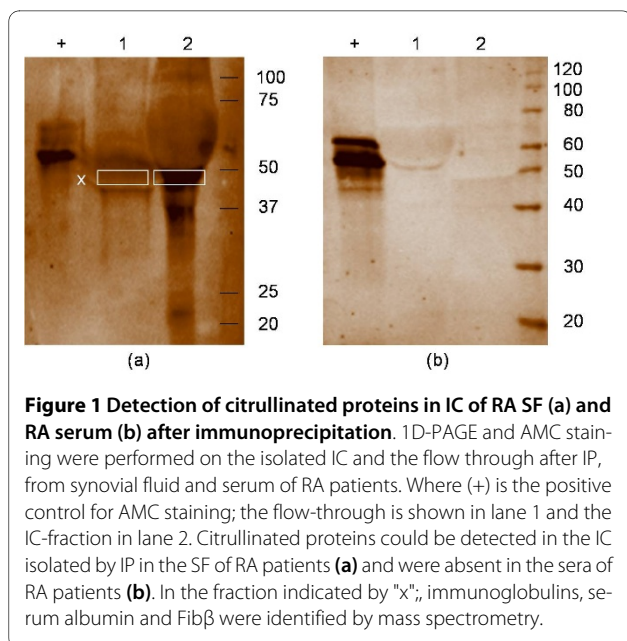 + 1 2 + 1 2
100
75
50
37
25
20
x
120
100
80
60
50
40
30
20
(a) (b)
Figure 1 Detection of citrullinated proteins in IC of RA SF (a) and
RA serum (b) after immunoprecipitation. 1D-PAGE and AMC stain-
ing were performed on the isolated IC and the flow through after IP,
from synovial fluid and serum of RA patients. Where (+) is the positive
control for AMC staining; the flow-through is shown in lane 1 and the
IC-fraction in lane 2. Citrullinated proteins could be detected in the IC
isolated by IP in the SF of RA patients (a) and were absent in the sera of
RA patients (b). In the fraction indicated by "x";, immunoglobulins, se-
rum albumin and Fibβ were identified by mass spectrometry.